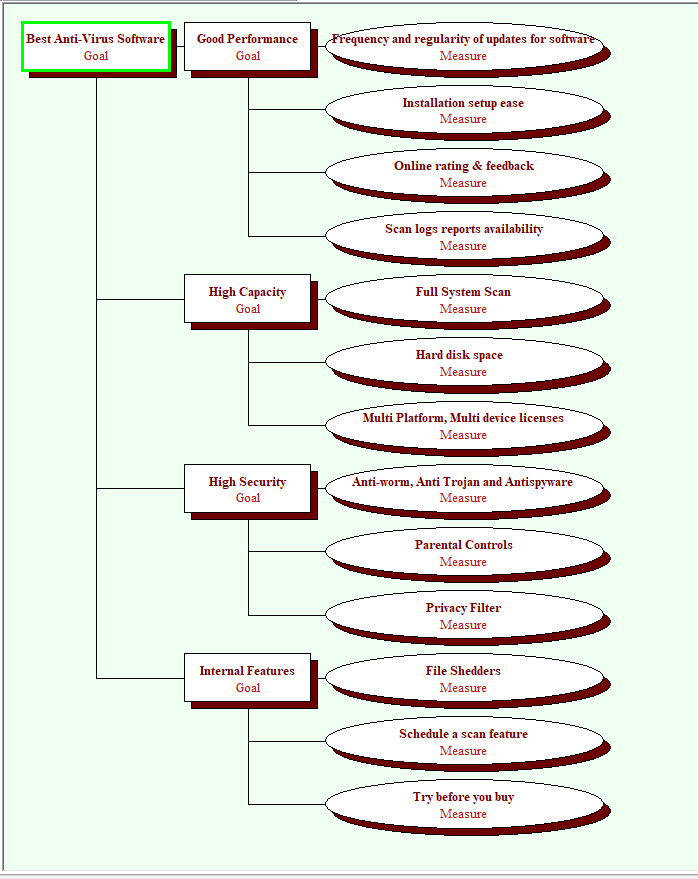 Best Anti-Virus Software
Goal
Good Performance
Goal
Frequency and regularity of updates for software
Measure
Installation setup ease
Measure
Online rating & feedback
Measure
Scan logs reports availability
Measure
High Capacity
Goal
Full System Scan
Measure
Hard disk space
Measure
Multi Platform, Multi device licenses
Measure
High Security
Goal
Anti-worm, Anti Trojan and Antispyware
Measure
Parental Controls
Measure
Privacy Filter
Measure
Internal Features
Goal
File Shedders
Measure
Schedule a scan feature
Measure
Try before you buy
Measure